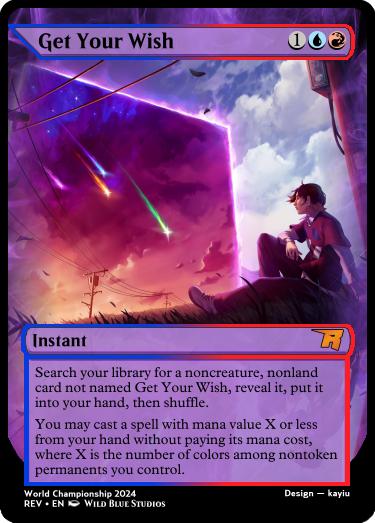 Get Your Wish 1
Instant
Search your library for a noncreature, nonland
card not named Get Your Wish, reveal it, put it
into your hand, then shuffle.
You may cast a spell with mana value X or less
from your hand without paying its mana cost,
where X is the number of colors among nontoken
permanents you control.
World Championship 2024 Design — kayiu
REV • EN Wild Blue Studios